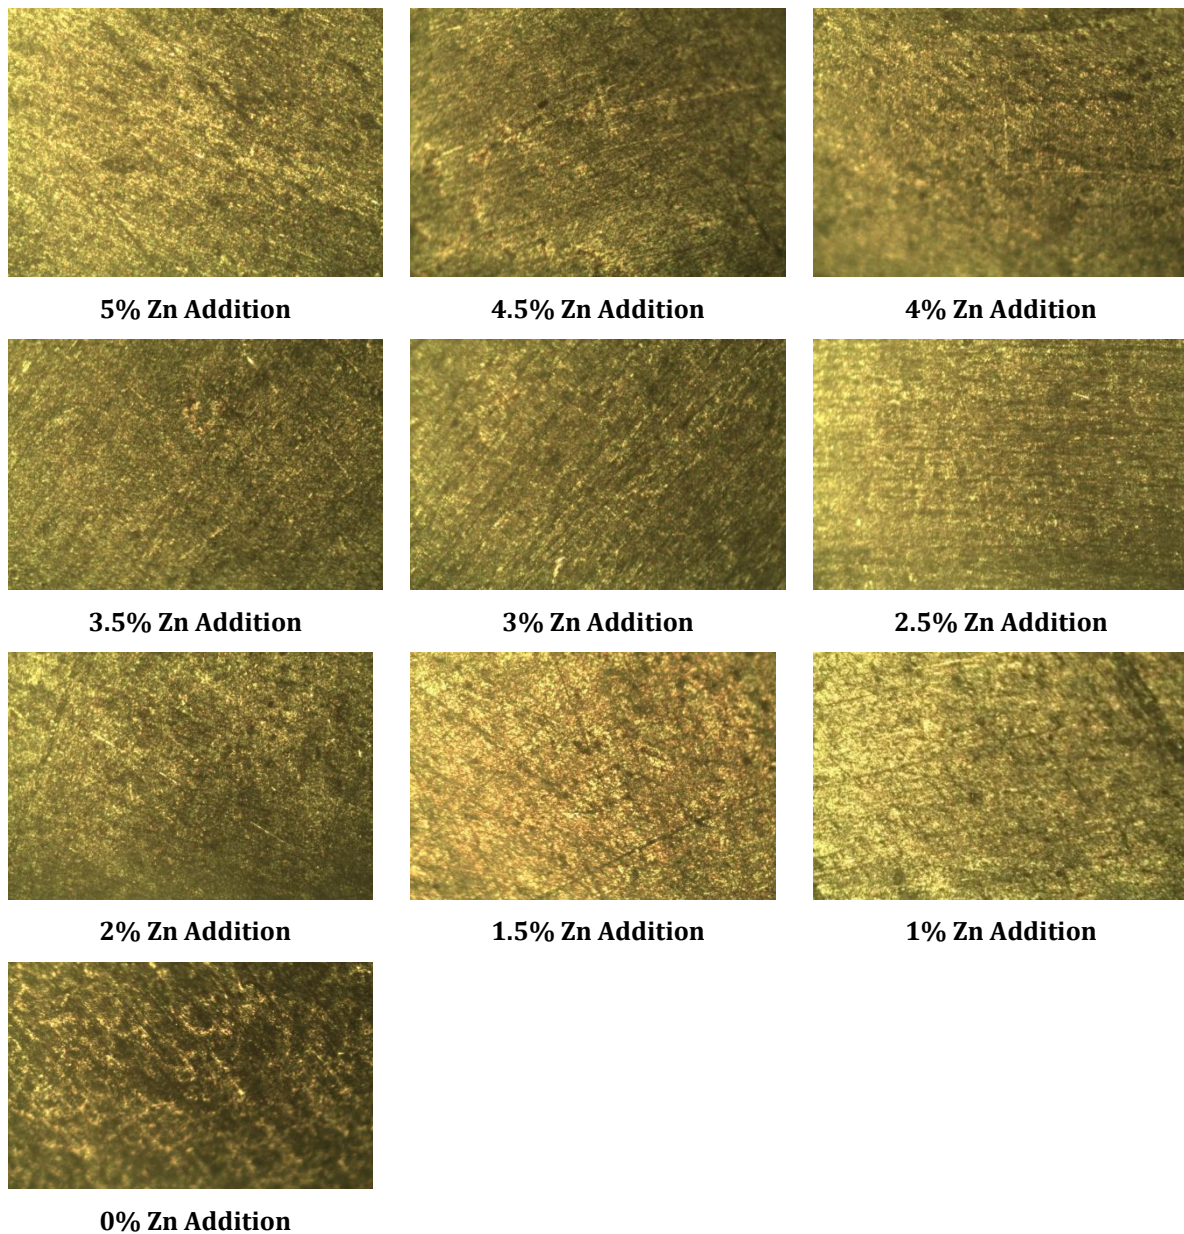 5% Zn Addition
4.5% Zn Addition
4% Zn Addition
3.5% Zn Addition
3% Zn Addition
2.5% Zn Addition
2% Zn Addition
1.5% Zn Addition
1% Zn Addition
0% Zn Addition